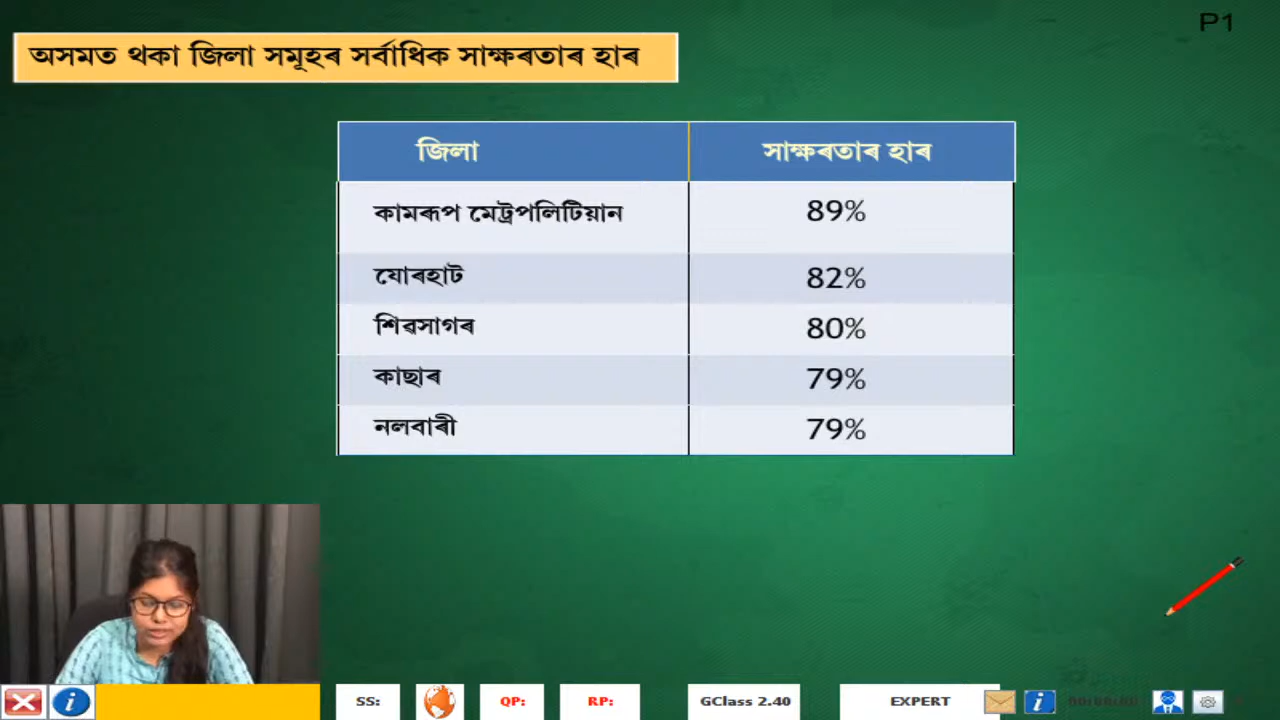 P1
অসমত থকা জিলা সমূহৰ সৰ্বাধিক সাক্ষৰতাৰ হাৰ
জিলা সাক্ষৰতাৰ হাৰ
কামৰূপ মেট্ৰপলিটিয়ান 89%
যোৰহাট 82%
শিৱসাগৰ 80%
কাছাৰ 79%
নলবাৰী 79%
SS: QP: RP: GClass 2.40 EXPERT